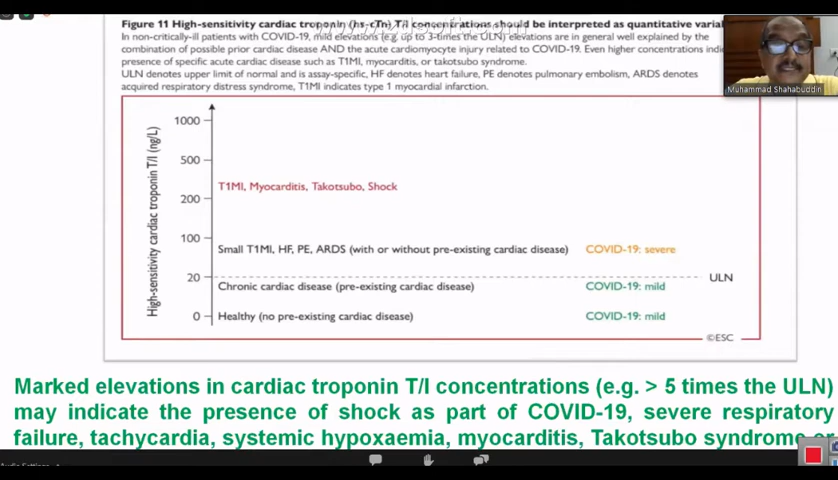 Figure 11 High-sensitivity cardiac troponin (hs-cTn) T/I concentrations should be interpreted as quantitative varia
In non-critically-ill patients with COVID-19, mild elevations (e.g. up to 3-times the ULN) elevations are in general well explained by the
combination of possible prior cardiac disease AND the acute cardiomyocyte injury related to COVID-19. Even higher concentrations indi
presence of specific acute cardiac disease such as T1MI, myocarditis, or takotsubo syndrome.
ULN denotes upper limit of normal and is assay-specific, HF denotes heart failure, PE denotes pulmonary embolism, ARDS denotes
acquired respiratory distress syndrome, T1MI indicates type 1 myocardial infarction.
Muhammad Shahabuddin
High-sensitivity cardiac troponin T/I (ng/L)
1000
500
T1MI, Myocarditis, Takotsubo, Shock
200
100
Small T1MI, HF, PE, ARDS (with or without pre-existing cardiac disease) COVID-19: severe
20 ULN
Chronic cardiac disease (pre-existing cardiac disease) COVID-19: mild
0 Healthy (no pre-existing cardiac disease) COVID-19: mild
©ESC
Marked elevations in cardiac troponin T/I concentrations (e.g. > 5 times the ULN)
may indicate the presence of shock as part of COVID-19, severe respiratory
failure, tachycardia, systemic hypoxaemia, myocarditis, Takotsubo syndrome or
Audio Settings